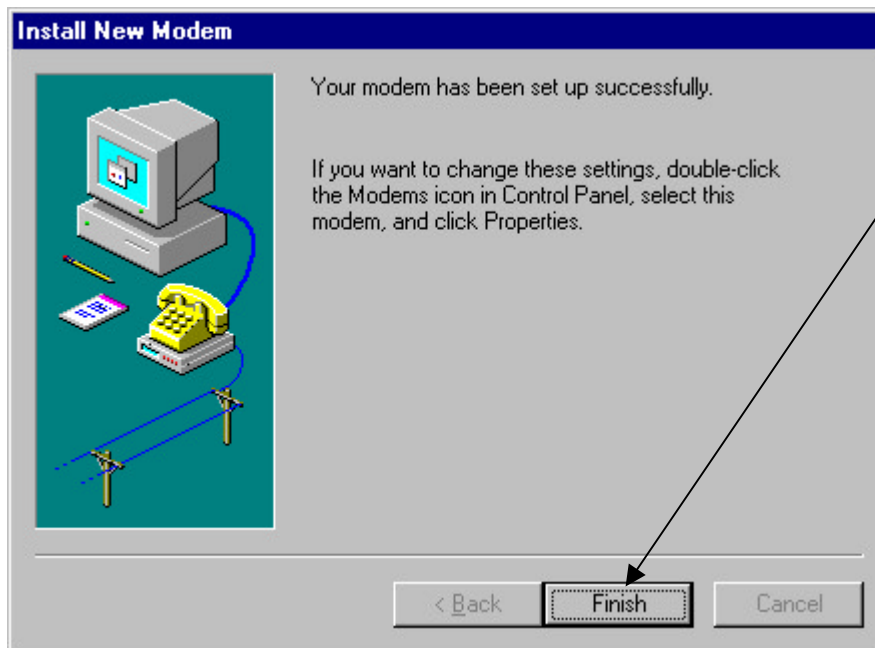 Install New Modem
Your modem has been set up successfully.
If you want to change these settings, double-click
the Modems icon in Control Panel, select this
modem, and click Properties.
< Back
Finish
Cancel